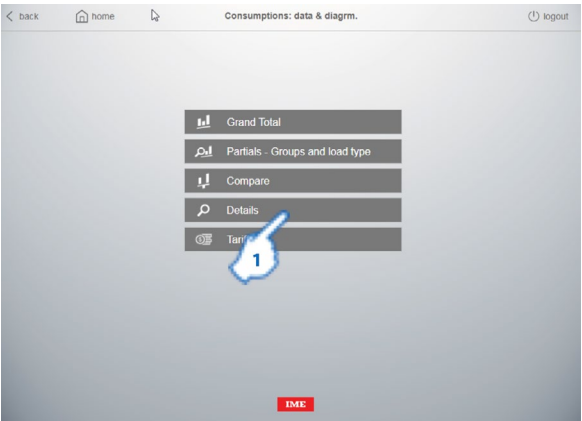 back home Consumptions: data & diagrm. logout
Grand Total
Partials - Groups and load type
Compare
Details
1
IME